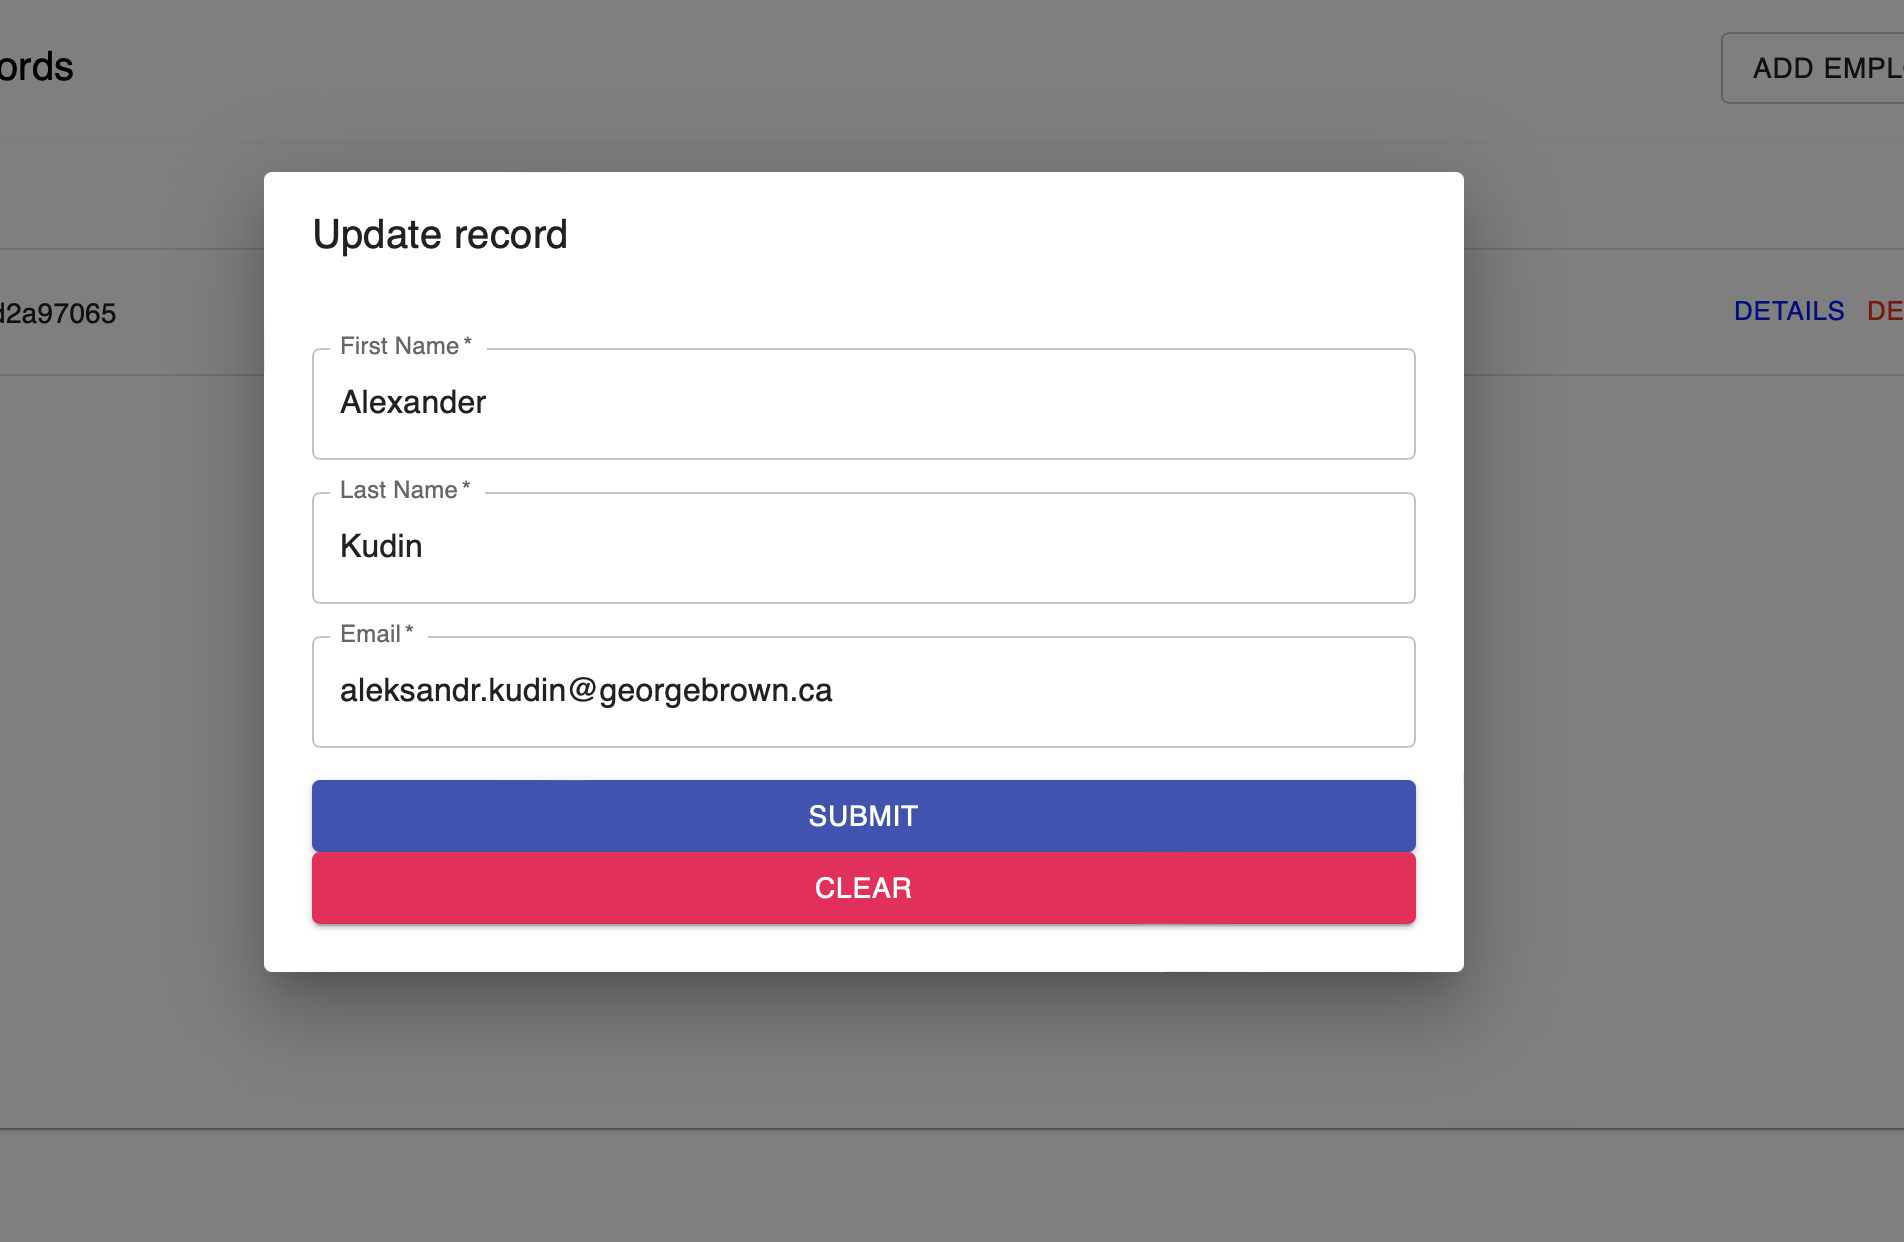 ords
ADD EMPL
Update record
d2a97065
DETAILS DE
First Name *
Alexander
Last Name *
Kudin
Email *
aleksandr.kudin@georgebrown.ca
SUBMIT
CLEAR